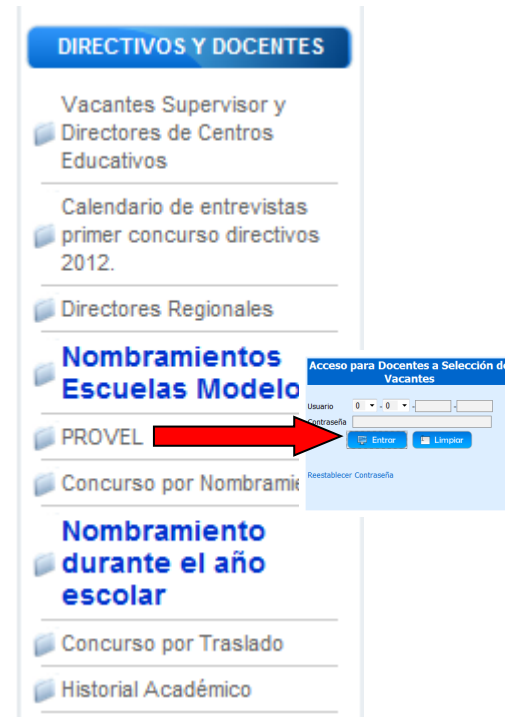 DIRECTIVOS Y DOCENTES
Vacantes Supervisor y
Directores de Centros
Educativos
Calendario de entrevistas
primer concurso directivos
2012.
Directores Regionales
Nombramientos
Escuelas Modelo
PROVEL
Concurso por Nombramie
Nombramiento
durante el año
escolar
Concurso por Traslado
Historial Académico
Acceso para Docentes a Selección de
Vacantes
Usuario 0 - 0 - -
Contraseña
Entrar Limpiar
Reestablecer Contraseña